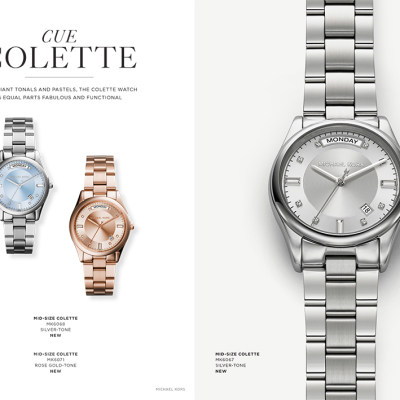 CUE
COLETTE
IANT TONALS AND PASTELS, THE COLETTE WATCH
S EQUAL PARTS FABULOUS AND FUNCTIONAL
MID-SIZE COLETTE
MK6068
SILVER-TONE
NEW
MID-SIZE COLETTE
MK6071
ROSE GOLD-TONE
NEW
MICHAEL KORS
MONDAY
MICHAEL KORS
18
MID-SIZE COLETTE
MK6067
SILVER-TONE
NEW